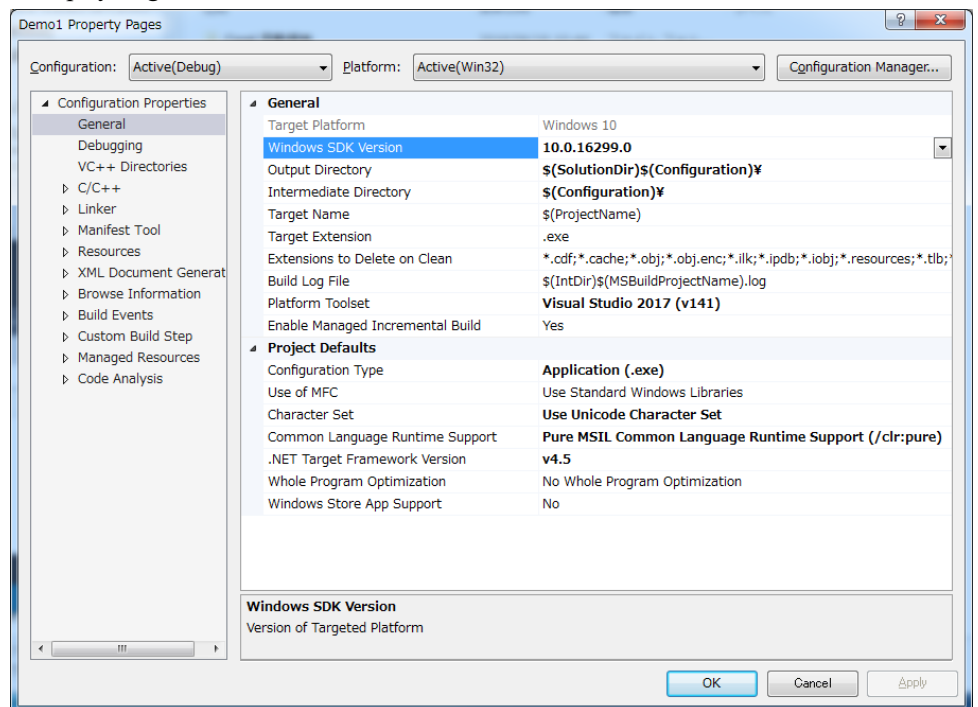 Demo1 Property Pages
Configuration: Active(Debug) Platform: Active(Win32) Configuration Manager...
Configuration Properties
General
Debugging
VC++ Directories
C/C++
Linker
Manifest Tool
Resources
XML Document Generat
Browse Information
Build Events
Custom Build Step
Managed Resources
Code Analysis
General
Target Platform Windows 10
Windows SDK Version 10.0.16299.0
Output Directory $(SolutionDir)$(Configuration)¥
Intermediate Directory $(Configuration)¥
Target Name $(ProjectName)
Target Extension .exe
Extensions to Delete on Clean *.cdf;*.cache;*.obj;*.obj.enc;*.ilk;*.ipdb;*.iobj;*.resources;*.tlb;*
Build Log File $(IntDir)$(MSBuildProjectName).log
Platform Toolset Visual Studio 2017 (v141)
Enable Managed Incremental Build Yes
Project Defaults
Configuration Type Application (.exe)
Use of MFC Use Standard Windows Libraries
Character Set Use Unicode Character Set
Common Language Runtime Support Pure MSIL Common Language Runtime Support (/clr:pure)
.NET Target Framework Version v4.5
Whole Program Optimization No Whole Program Optimization
Windows Store App Support No
Windows SDK Version
Version of Targeted Platform
OK Cancel Apply